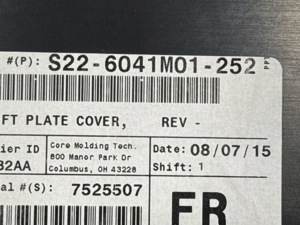 #(P): S22-6041M01-252
FT PLATE COVER, REV -
ier ID
32AA
Core Molding Tech.
800 Manor Park Dr
Columbus, OH 43228
Date: 08/07/15
Shift: 1
al #(S): 7525507
FR